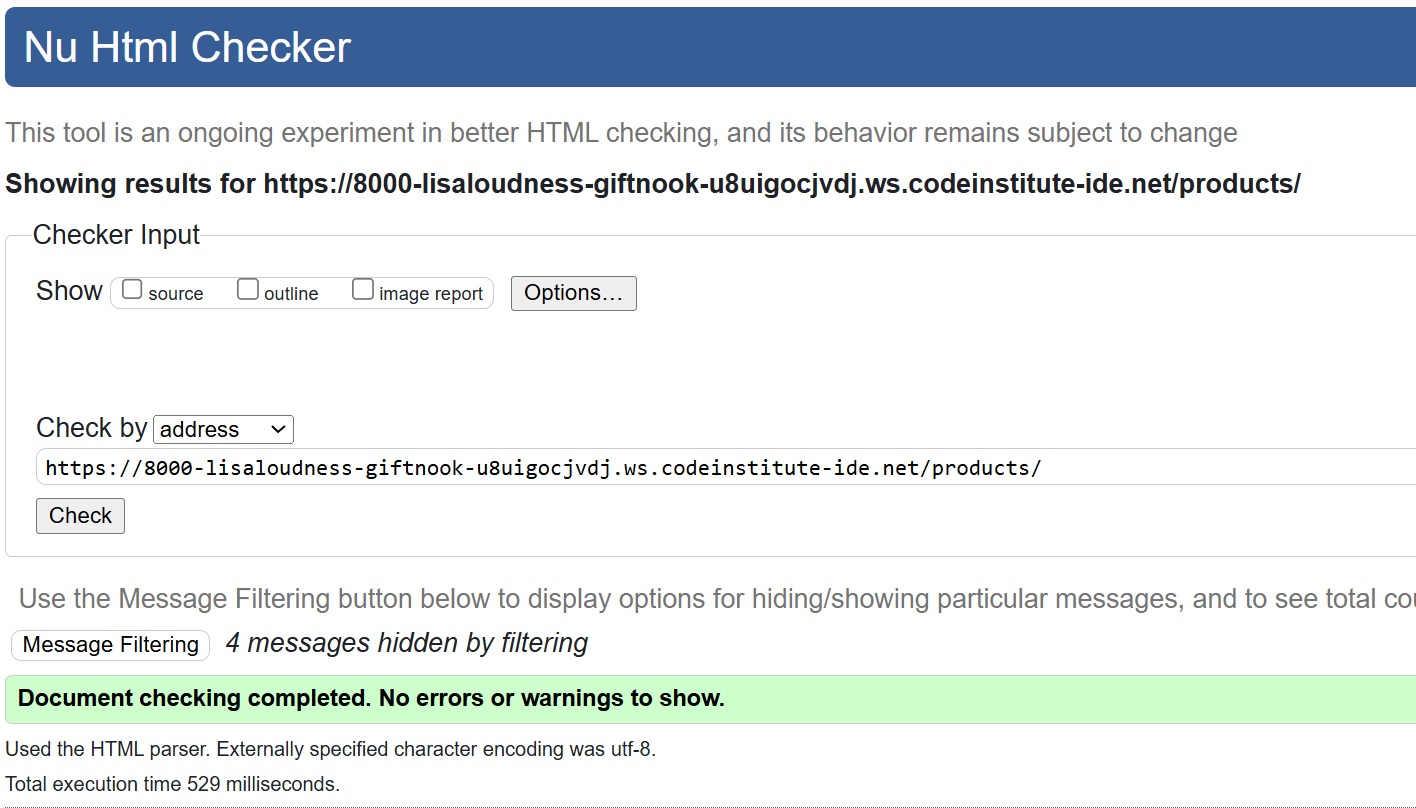 Nu Html Checker
This tool is an ongoing experiment in better HTML checking, and its behavior remains subject to change
Showing results for https://8000-lisaloudness-giftnook-u8uigocjvdj.ws.codeinstitute-ide.net/products/
Checker Input
Show source outline image report Options…
Check by address
https://8000-lisaloudness-giftnook-u8uigocjvdj.ws.codeinstitute-ide.net/products/
Check
Use the Message Filtering button below to display options for hiding/showing particular messages, and to see total
Message Filtering 4 messages hidden by filtering
Document checking completed. No errors or warnings to show.
Used the HTML parser. Externally specified character encoding was utf-8.
Total execution time 529 milliseconds.